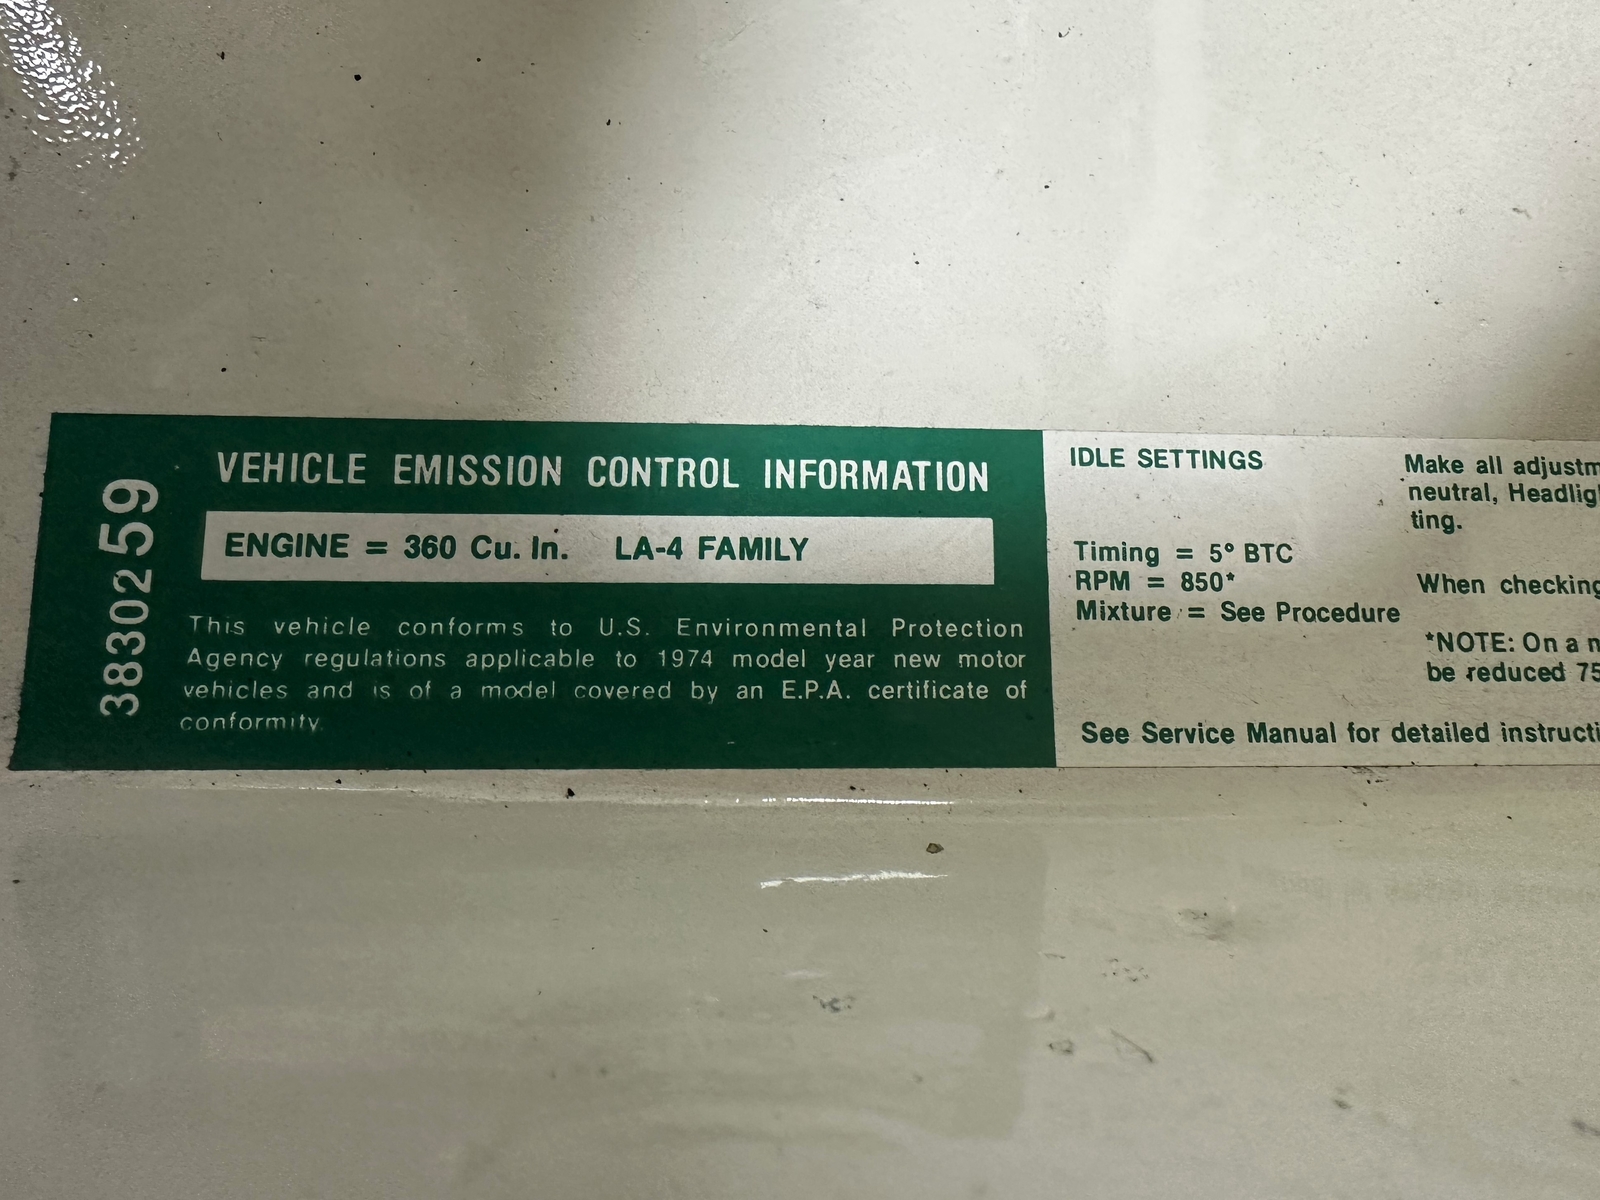 3830259
VEHICLE EMISSION CONTROL INFORMATION
ENGINE = 360 Cu. In. LA-4 FAMILY
This vehicle conforms to U.S. Environmental Protection
Agency regulations applicable to 1974 model year new motor
vehicles and is of a model covered by an E.P.A. certificate of
conformity.
IDLE SETTINGS
Timing = 5° BTC
RPM = 850*
Mixture = See Procedure
Make all
neutral,
ting.
When checking
*NOTE: On a
be reduced 75
See Service Manual for detailed